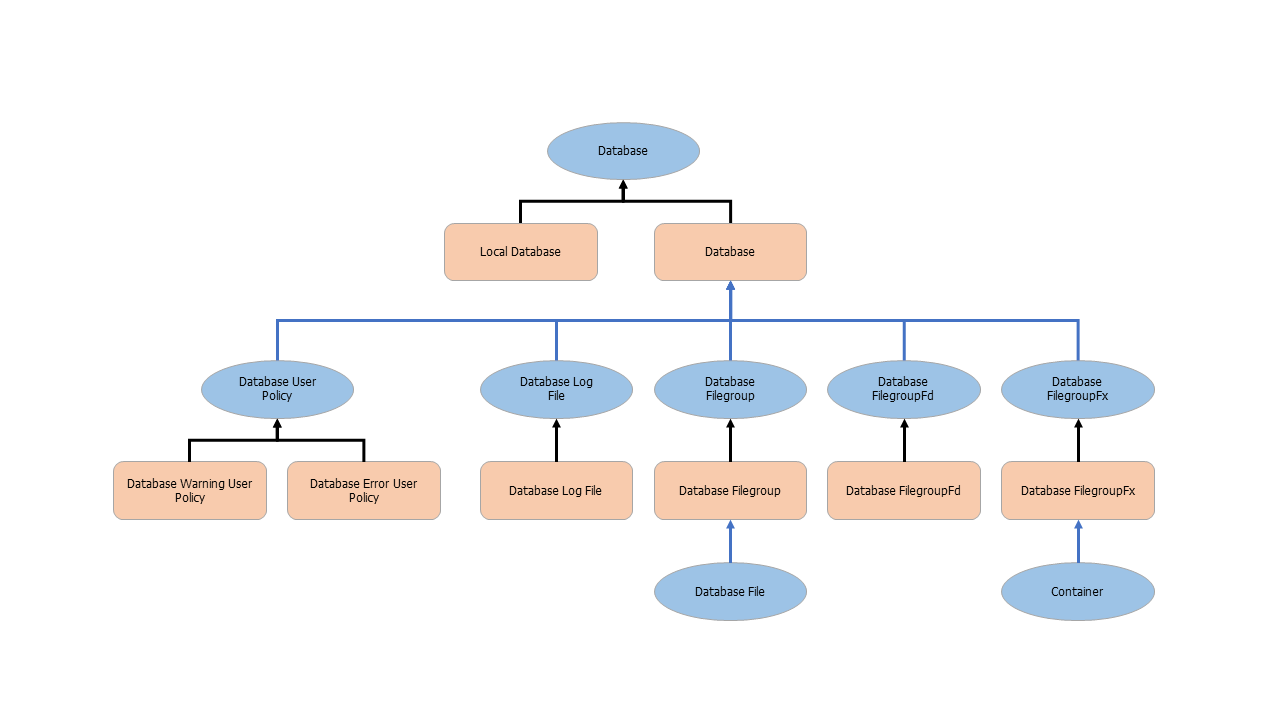 Database
Local Database
Database
Database User
Policy
Database Log
File
Database
Filegroup
Database
FilegroupFd
Database
FilegroupFx
Database Warning User
Policy
Database Error User
Policy
Database Log File
Database Filegroup
Database FilegroupFd
Database FilegroupFx
Database File
Container